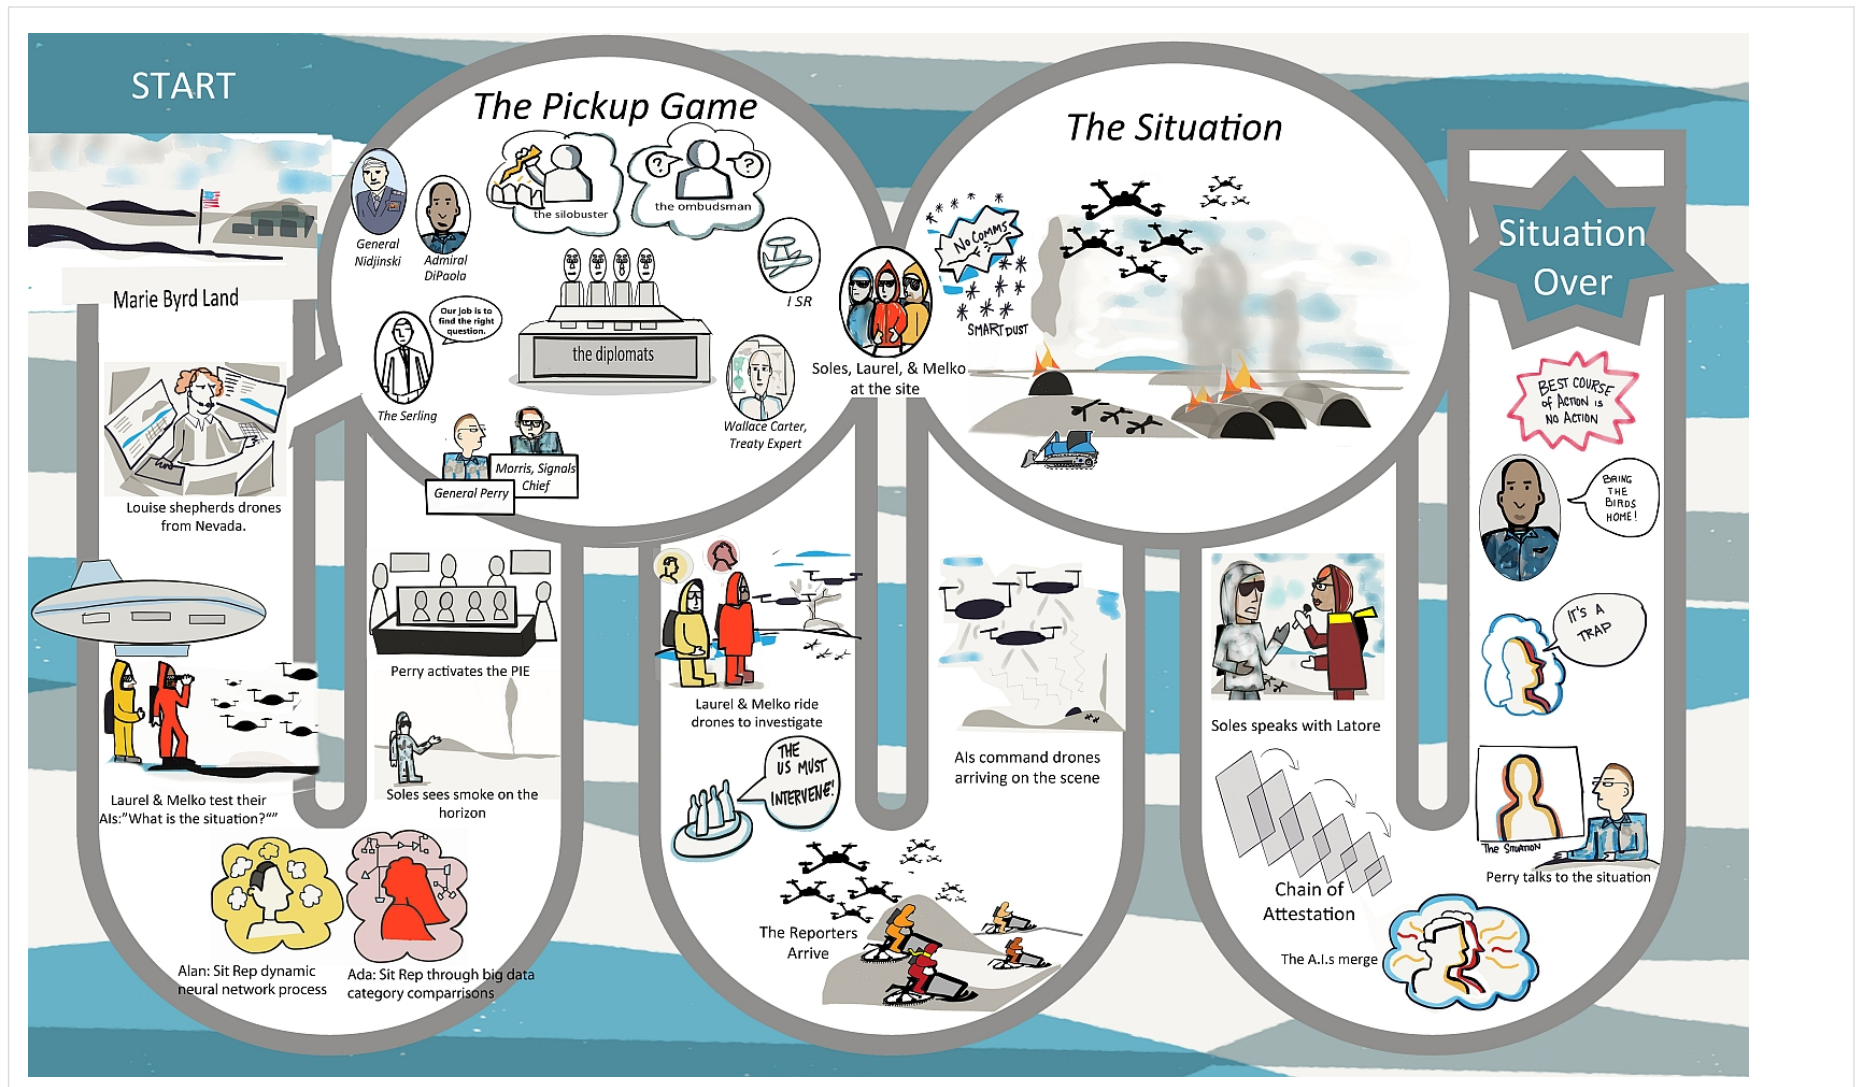 START
Marie Byrd Land
Louise shepherds drones
from Nevada.
Laurel & Melko test their
AIs:"What is the situation?""
Alan: Sit Rep dynamic
neural network process
Ada: Sit Rep through big data
category comparrisons
Soles sees smoke on the
horizon
Perry activates the PIE
The Pickup Game
General
Nidjinski
Admiral
DiPaola
the silobuster
the ombudsman
I SR
Our job is to
find the right
question.
The Serling
the diplomats
Wallace Carter,
Treaty Expert
General Perry
Morris, Signals
Chief
Soles, Laurel, & Melko
at the site
The Situation
NO COMMS
SMART DUST
Laurel & Melko ride
drones to investigate
THE
US MUST
INTERVENE!
The Reporters
Arrive
AIs command drones
arriving on the scene
Soles speaks with Latore
Chain of
Attestation
The A.I.s merge
The SITUATION
Perry talks to the situation
IT'S A
TRAP
BRING
THE
BIRDS
HOME!
BEST COURSE
OF ACTION IS
NO ACTION
Situation
Over